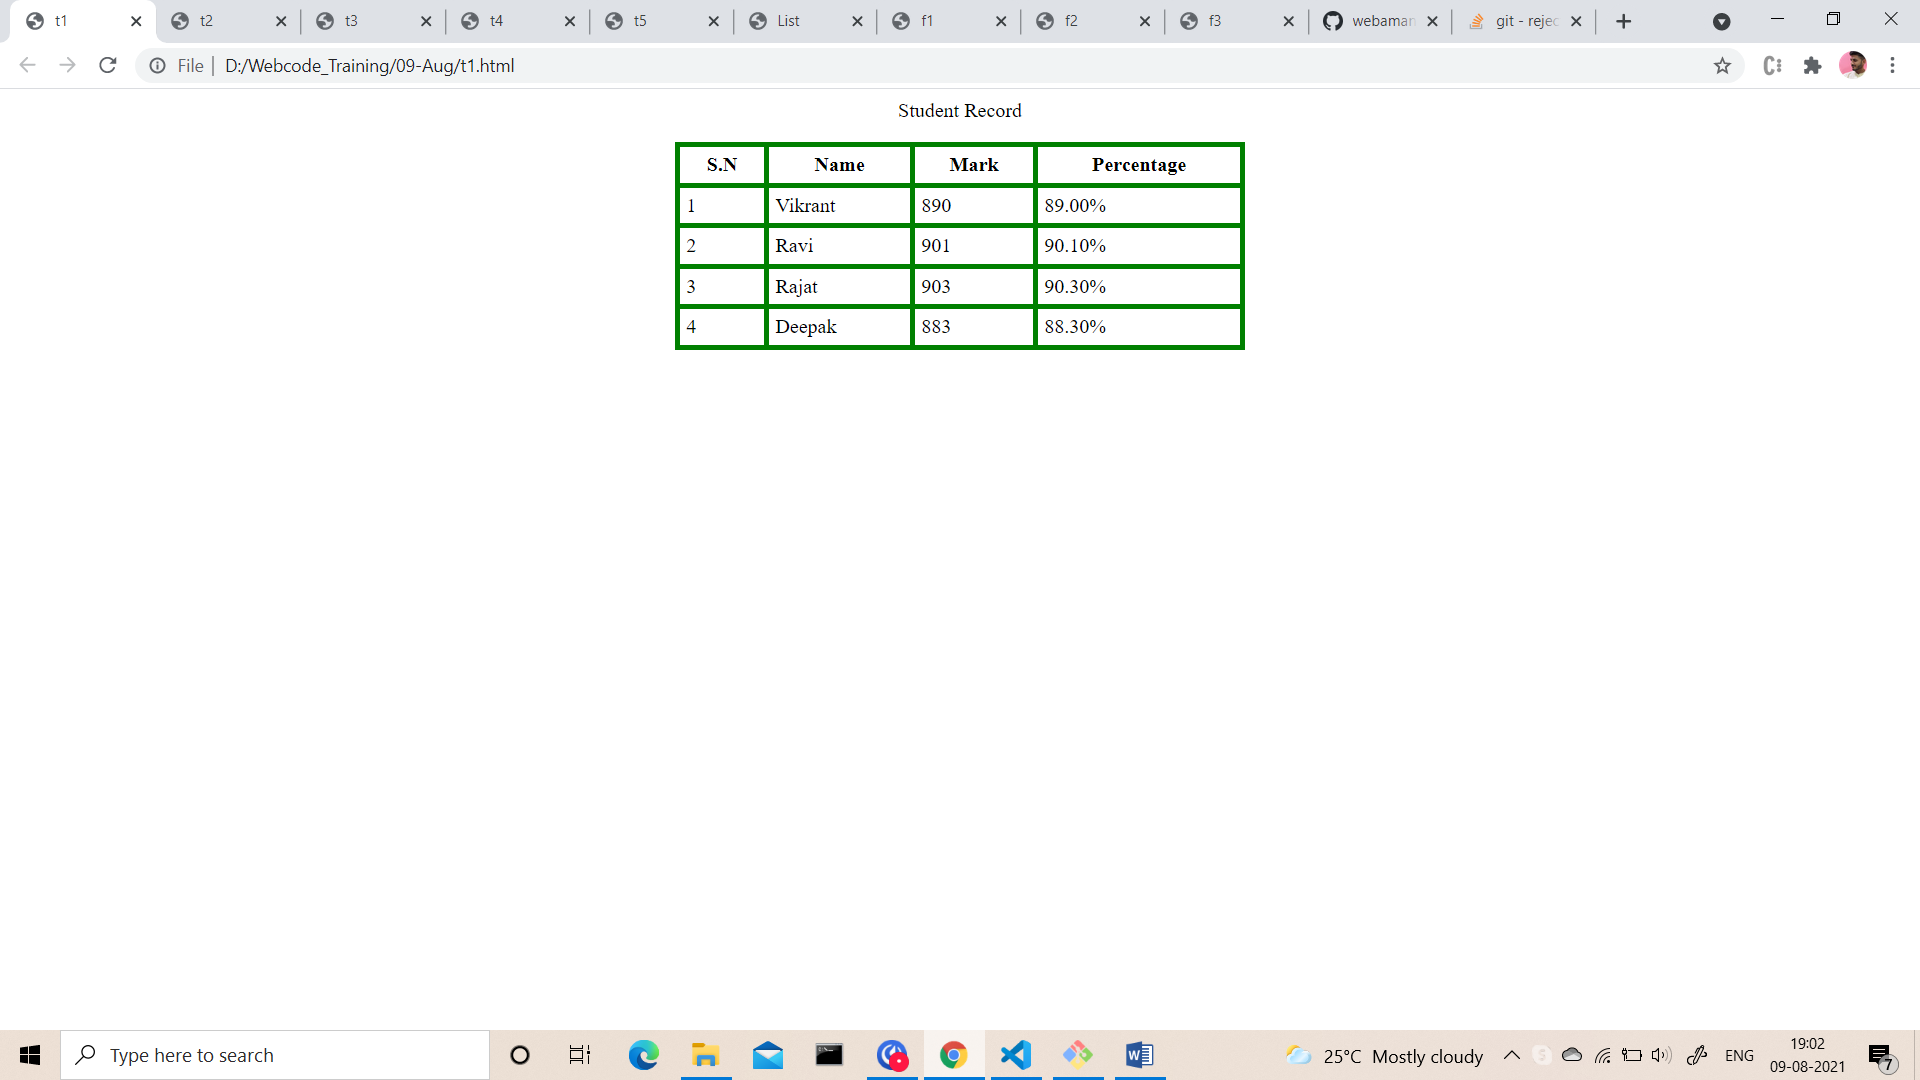 t1 t2 t3 t4 t5 List f1 f2 f3 webaman git - rejec
File D:/Webcode_Training/09-Aug/t1.html
Student Record
S.N Name Mark Percentage
1 Vikrant 890 89.00%
2 Ravi 901 90.10%
3 Rajat 903 90.30%
4 Deepak 883 88.30%
Type here to search 25°C Mostly cloudy ENG 19:02
09-08-2021 7